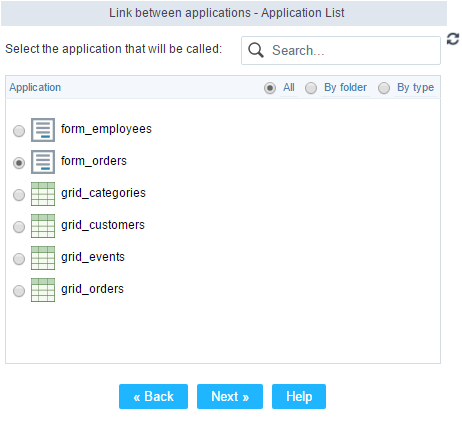 Link between applications - Application List
Select the application that will be called: Search...
Application All By folder By type
form_employees
form_orders
grid_categories
grid_customers
grid_events
grid_orders
« Back Next » Help